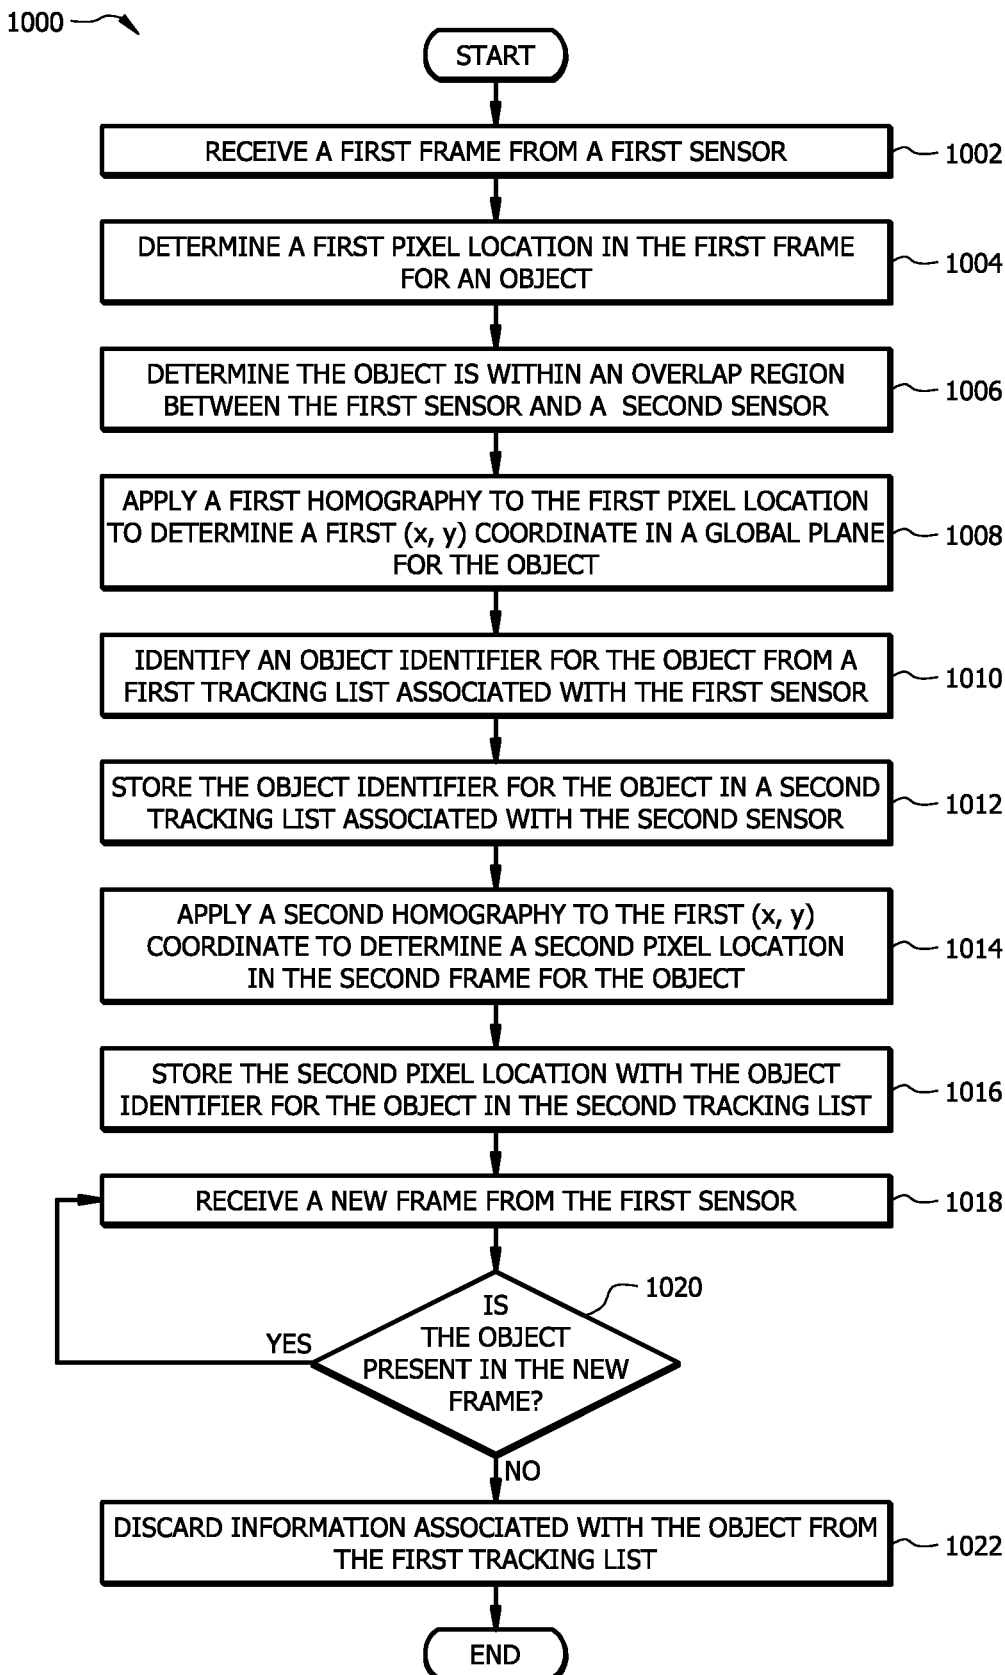 1000
START
RECEIVE A FIRST FRAME FROM A FIRST SENSOR
1002
DETERMINE A FIRST PIXEL LOCATION IN THE FIRST FRAME
FOR AN OBJECT
1004
DETERMINE THE OBJECT IS WITHIN AN OVERLAP REGION
BETWEEN THE FIRST SENSOR AND A SECOND SENSOR
1006
APPLY A FIRST HOMOGRAPHY TO THE FIRST PIXEL LOCATION
TO DETERMINE A FIRST (x, y) COORDINATE IN A GLOBAL PLANE
FOR THE OBJECT
1008
IDENTIFY AN OBJECT IDENTIFIER FOR THE OBJECT FROM A
FIRST TRACKING LIST ASSOCIATED WITH THE FIRST SENSOR
1010
STORE THE OBJECT IDENTIFIER FOR THE OBJECT IN A SECOND
TRACKING LIST ASSOCIATED WITH THE SECOND SENSOR
1012
APPLY A SECOND HOMOGRAPHY TO THE FIRST (x, y)
COORDINATE TO DETERMINE A SECOND PIXEL LOCATION
IN THE SECOND FRAME FOR THE OBJECT
1014
STORE THE SECOND PIXEL LOCATION WITH THE OBJECT
IDENTIFIER FOR THE OBJECT IN THE SECOND TRACKING LIST
1016
RECEIVE A NEW FRAME FROM THE FIRST SENSOR
1018
IS
THE OBJECT
PRESENT IN THE NEW
FRAME?
1020
YES
NO
DISCARD INFORMATION ASSOCIATED WITH THE OBJECT FROM
THE FIRST TRACKING LIST
1022
END